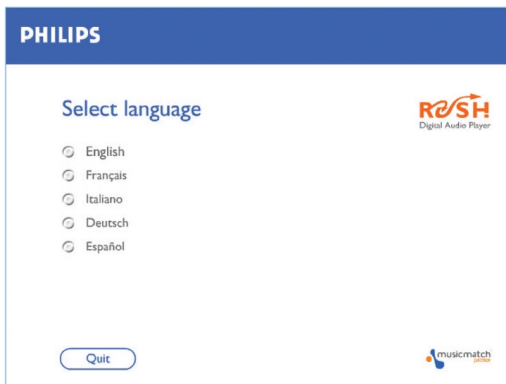 PHILIPS
Select language
RUSH
Digital Audio Player
English
Français
Italiano
Deutsch
Español
Quit
musicmatch
jukebox